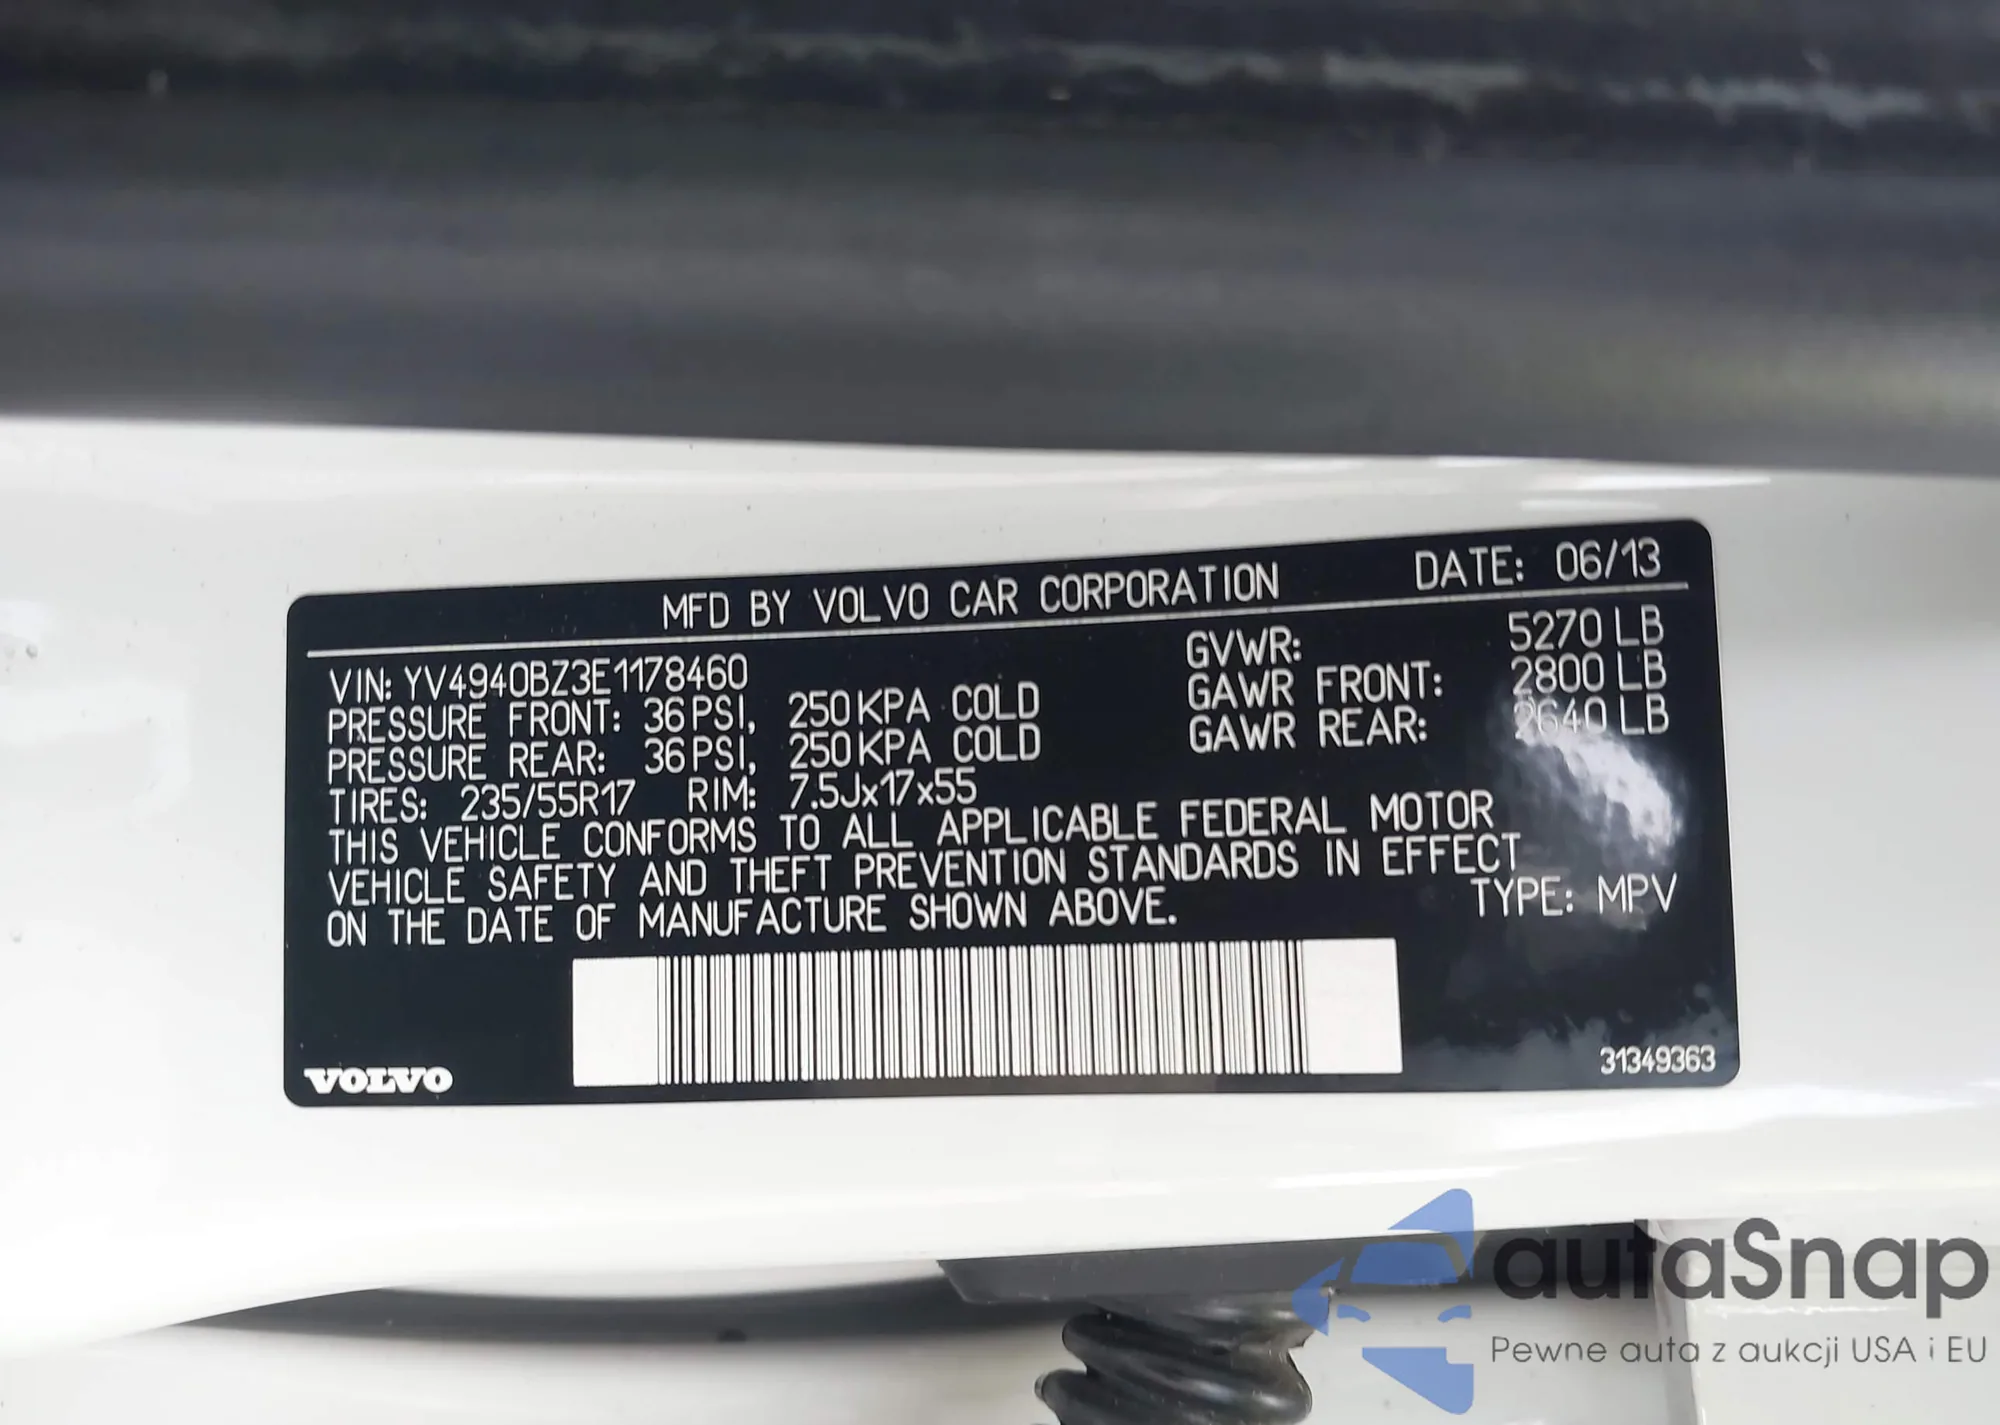 MFD BY VOLVO CAR CORPORATION DATE: 06/13
VIN: YV4940BZ3E1178460 GVWR: 5270 LB
PRESSURE FRONT: 36 PSI, 250 KPA COLD GAWR FRONT: 2800 LB
PRESSURE REAR: 36 PSI, 250 KPA COLD GAWR REAR: 2640 LB
TIRES: 235/55R17 RIM: 7.5Jx17x55
THIS VEHICLE CONFORMS TO ALL APPLICABLE FEDERAL MOTOR
VEHICLE SAFETY AND THEFT PREVENTION STANDARDS IN EFFECT
ON THE DATE OF MANUFACTURE SHOWN ABOVE. TYPE: MPV
VOLVO
31349363
autaSnap
Pewne auta z aukcji USA i EU